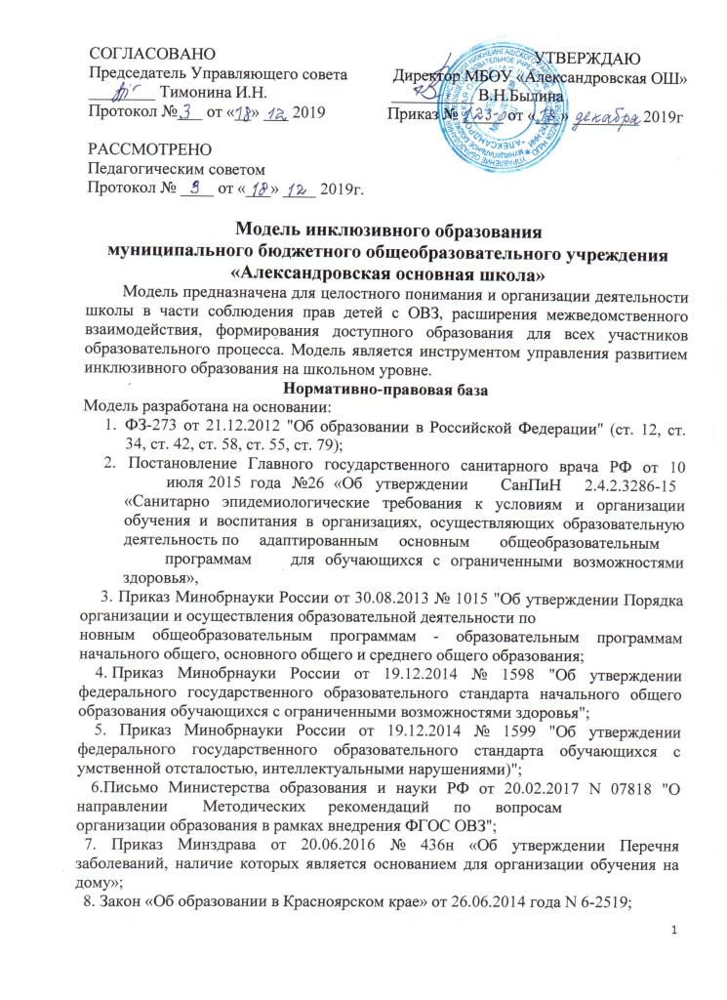 СОГЛАСОВАНО
Председатель Управляющего совета
________ Тимонина И.Н.
Протокол № 3 от «18» 12 2019
УТВЕРЖДАЮ
Директор МБОУ «Александровская ОШ»
__________ В.Н.Былина
Приказ № от «18» декабря 2019г
РАССМОТРЕНО
Педагогическим советом
Протокол № 3 от «18» 12 2019г.
Модель инклюзивного образования
муниципального бюджетного общеобразовательного учреждения
«Александровская основная школа»
Модель предназначена для целостного понимания и организации деятельности
школы в части соблюдения прав детей с ОВЗ, расширения межведомственного
взаимодействия, формирования доступного образования для всех участников
образовательного процесса. Модель является инструментом управления развитием
инклюзивного образования на школьном уровне.
Нормативно-правовая база
Модель разработана на основании:
1. ФЗ-273 от 21.12.2012 "Об образовании в Российской Федерации" (ст. 12, ст.
34, ст. 42, ст. 58, ст. 55, ст. 79);
2. Постановление Главного государственного санитарного врача РФ от 10
июля 2015 года №26 «Об утверждении СанПиН 2.4.2.3286-15
«Санитарно эпидемиологические требования к условиям и организации
обучения и воспитания в организациях, осуществляющих образовательную
деятельность по адаптированным основным общеобразовательным
программам для обучающихся с ограниченными возможностями
здоровья»,
3. Приказ Минобрнауки России от 30.08.2013 № 1015 "Об утверждении Порядка
организации и осуществления образовательной деятельности по
новным общеобразовательным программам - образовательным программам
начального общего, основного общего и среднего общего образования;
4. Приказ Минобрнауки России от 19.12.2014 № 1598 "Об утверждении
федерального государственного образовательного стандарта начального общего
образования обучающихся с ограниченными возможностями здоровья";
5. Приказ Минобрнауки России от 19.12.2014 № 1599 "Об утверждении
федерального государственного образовательного стандарта обучающихся с
умственной отсталостью, интеллектуальными нарушениями)";
6.Письмо Министерства образования и науки РФ от 20.02.2017 N 07818 "О
направлении Методических рекомендаций по вопросам
организации образования в рамках внедрения ФГОС ОВЗ";
7. Приказ Минздрава от 20.06.2016 № 436н «Об утверждении Перечня
заболеваний, наличие которых является основанием для организации обучения на
дому»;
8. Закон «Об образовании в Красноярском крае» от 26.06.2014 года N 6-2519;
1